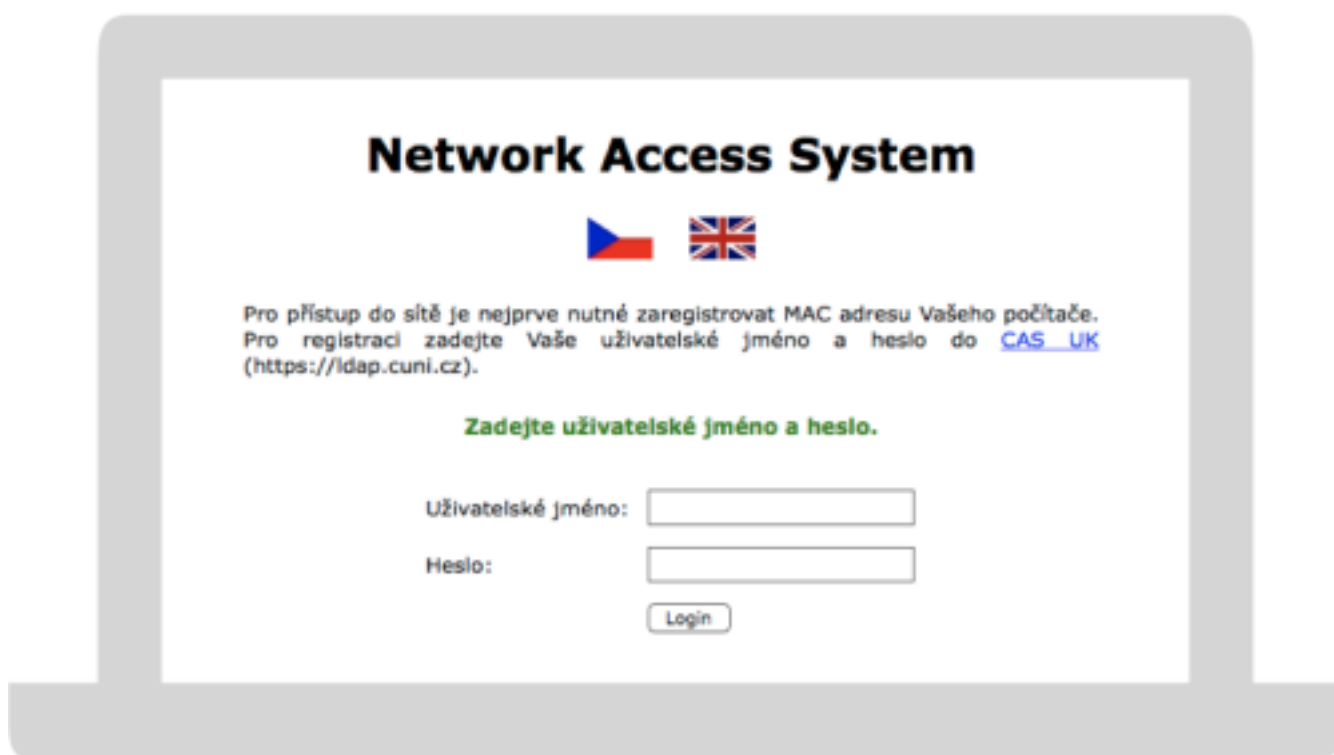 Network Access System
Pro přístup do sítě je nejprve nutné zaregistrovat MAC adresu Vašeho počítače.
Pro registraci zadejte Vaše uživatelské jméno a heslo do CAS UK
(https://ldap.cuni.cz).
Zadejte uživatelské jméno a heslo.
Uživatelské jméno:
Heslo:
Login